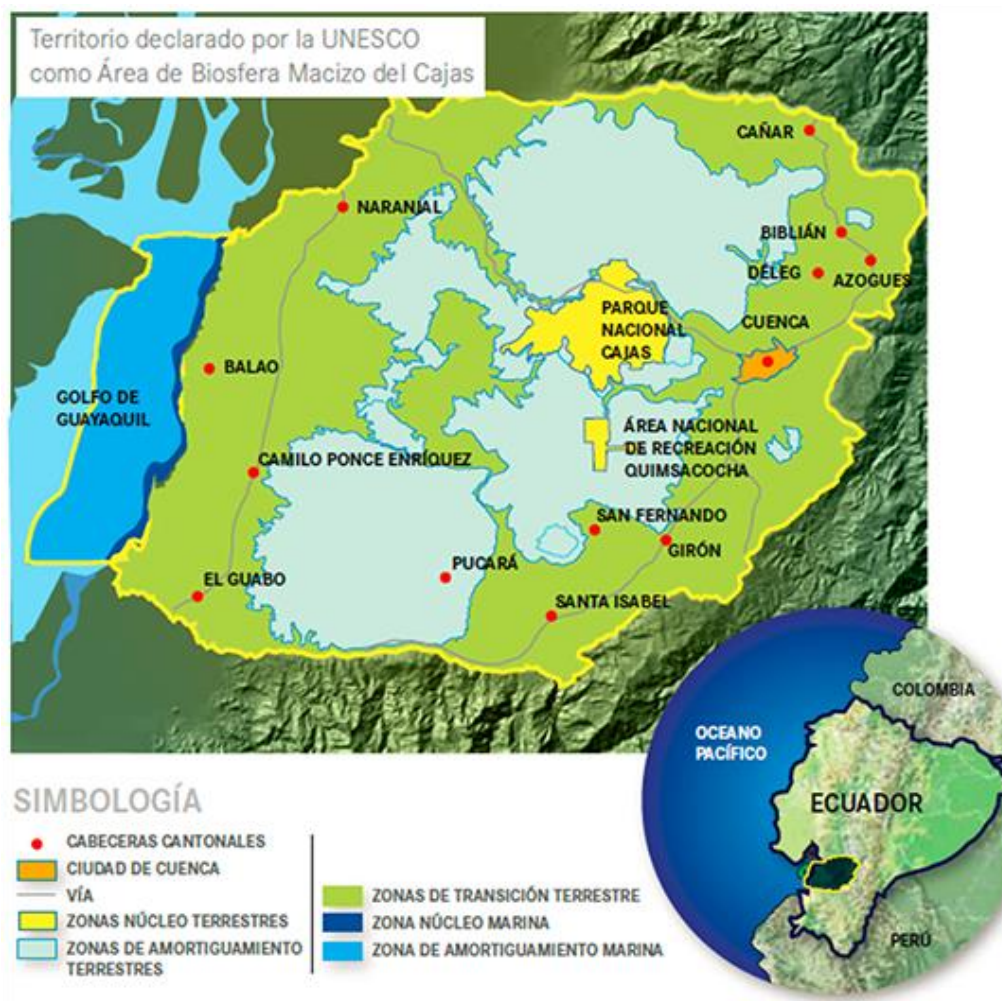 Territorio declarado por la UNESCO
como Área de Biosfera Macizo del Cajas
CAÑAR
NARANJAL
BIBLIÁN
DÉLEG
AZOGUES
PARQUE
NACIONAL
CAJAS
CUENCA
BALAO
GOLFO DE
GUAYAQUIL
ÁREA NACIONAL
DE RECREACIÓN
QUIMSACOCHA
CAMILO PONCE ENRÍQUEZ
SAN FERNANDO
GIRÓN
PUCARÁ
EL GUABO
SANTA ISABEL
COLOMBIA
OCEANO
PACÍFICO
ECUADOR
PERÚ
SIMBOLOGÍA
CABECERAS CANTONALES
CIUDAD DE CUENCA
VÍA
ZONAS NÚCLEO TERRESTRES
ZONAS DE AMORTIGUAMIENTO
TERRESTRES
ZONAS DE TRANSICIÓN TERRESTRE
ZONA NÚCLEO MARINA
ZONA DE AMORTIGUAMIENTO MARINA